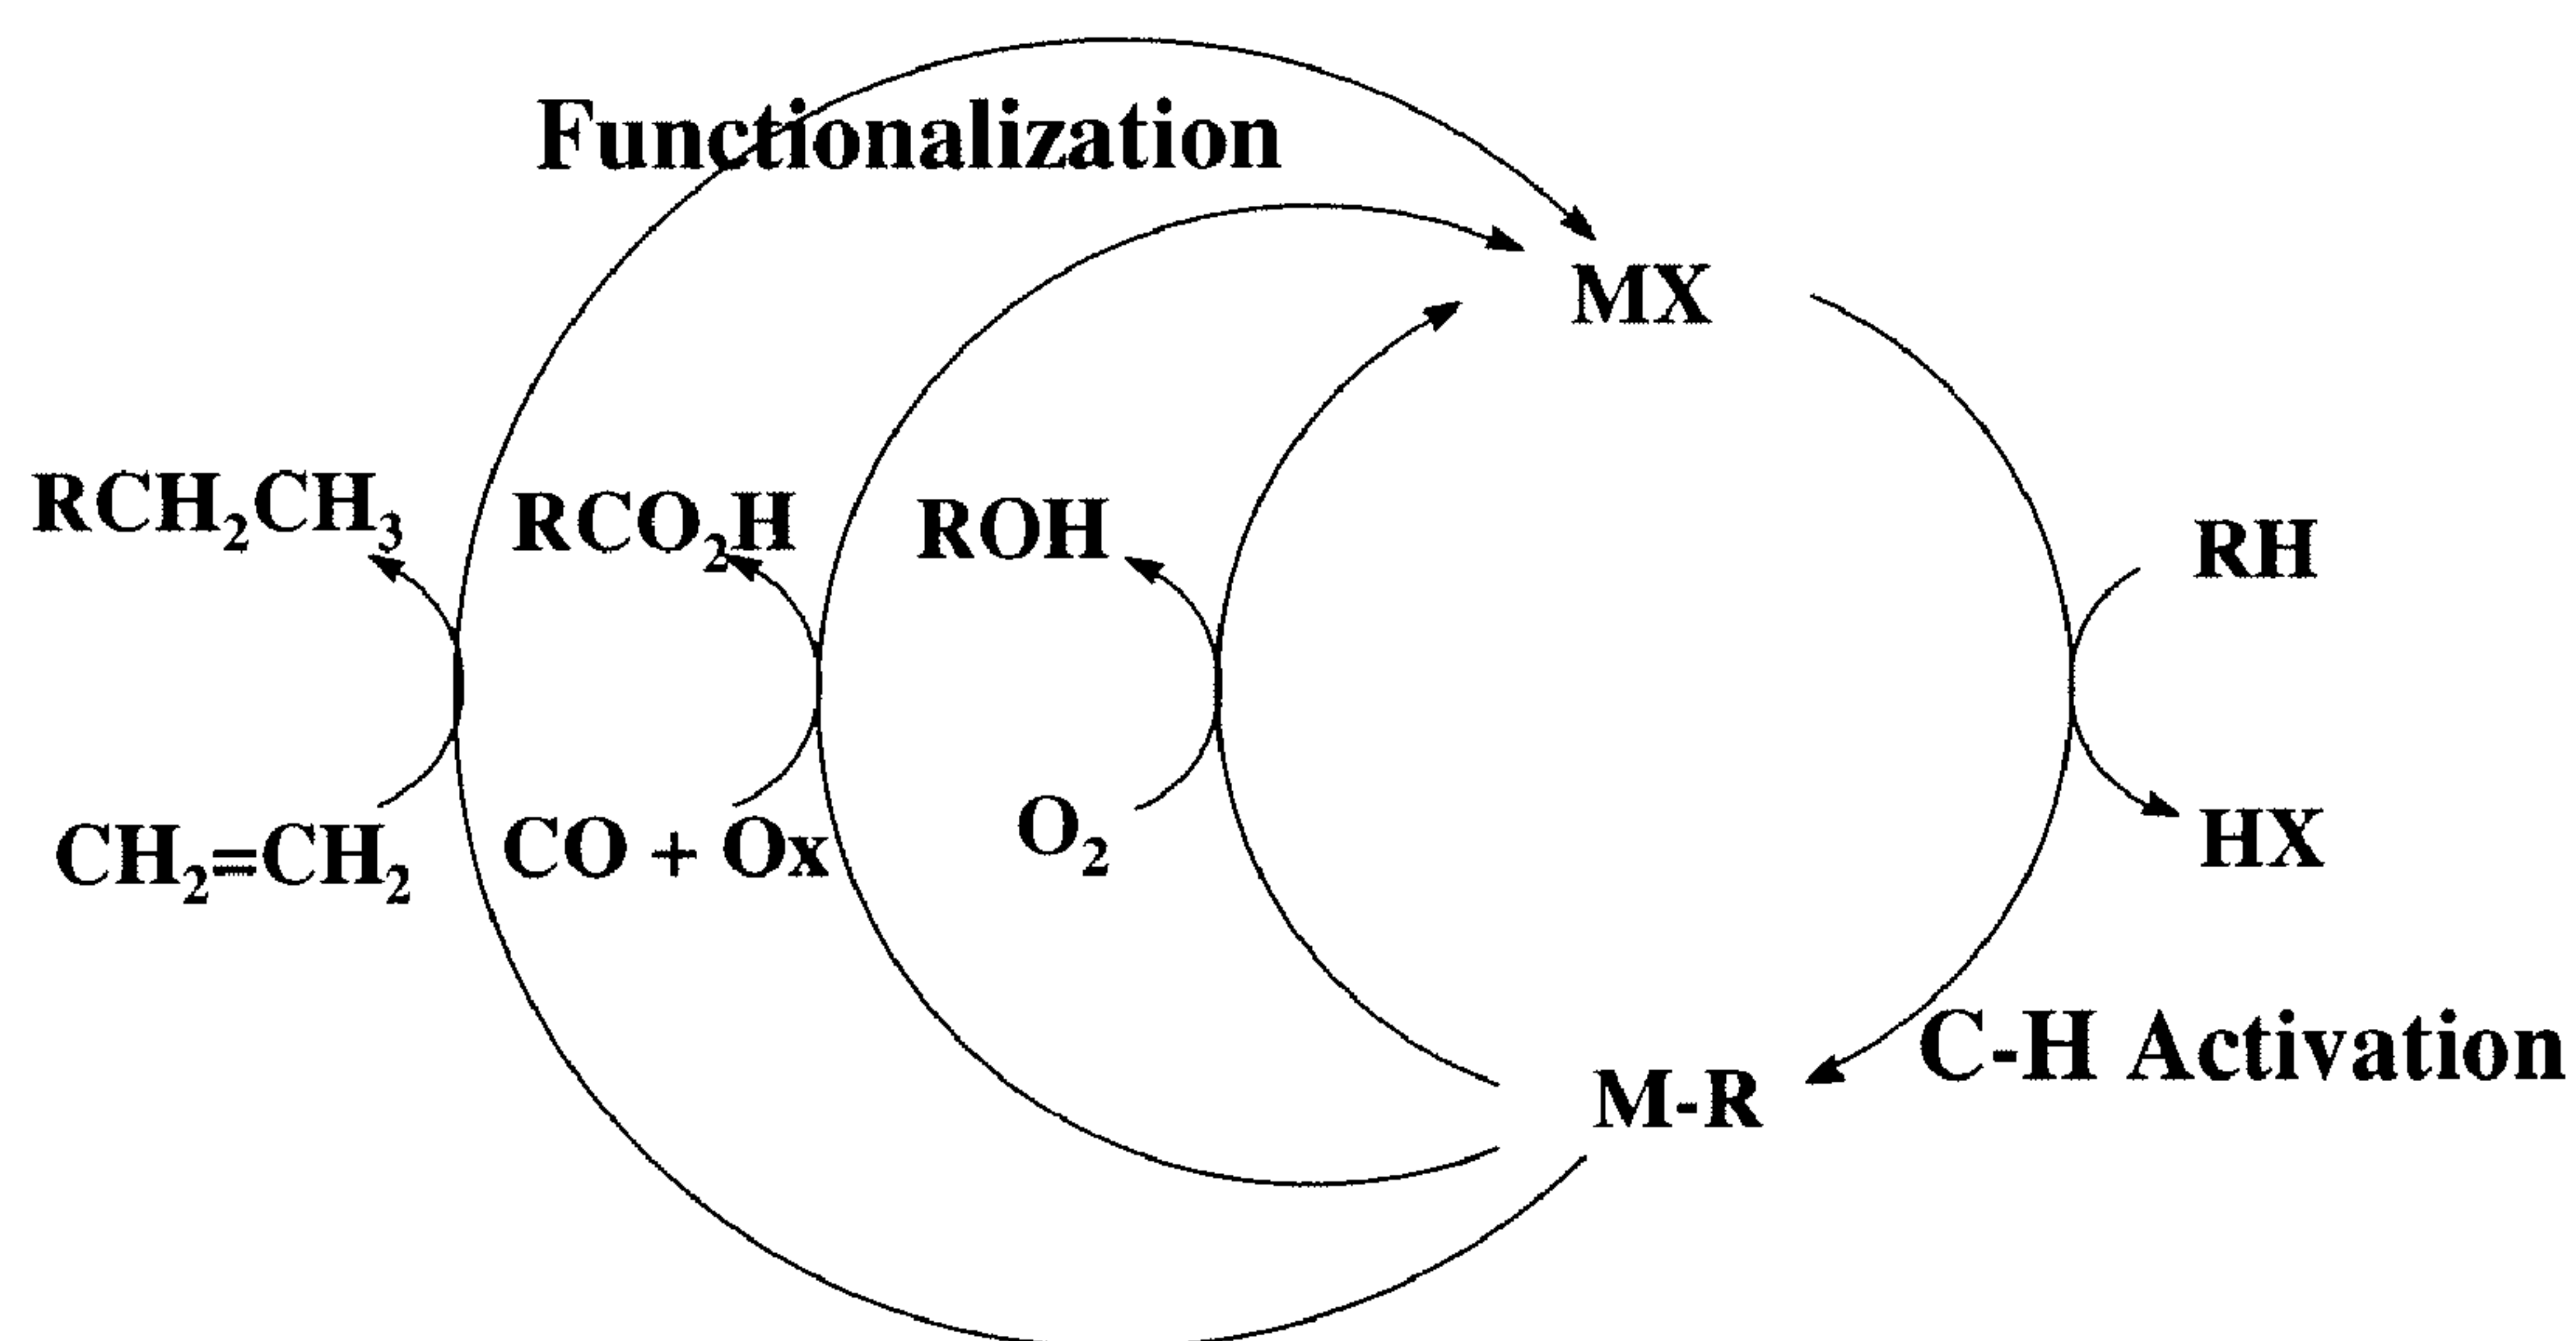 Functionalization
MX
RCH₂CH₃
RCO₂H
ROH
RH
CH₂=CH₂
CO + Ox
O₂
HX
C-H Activation
M-R